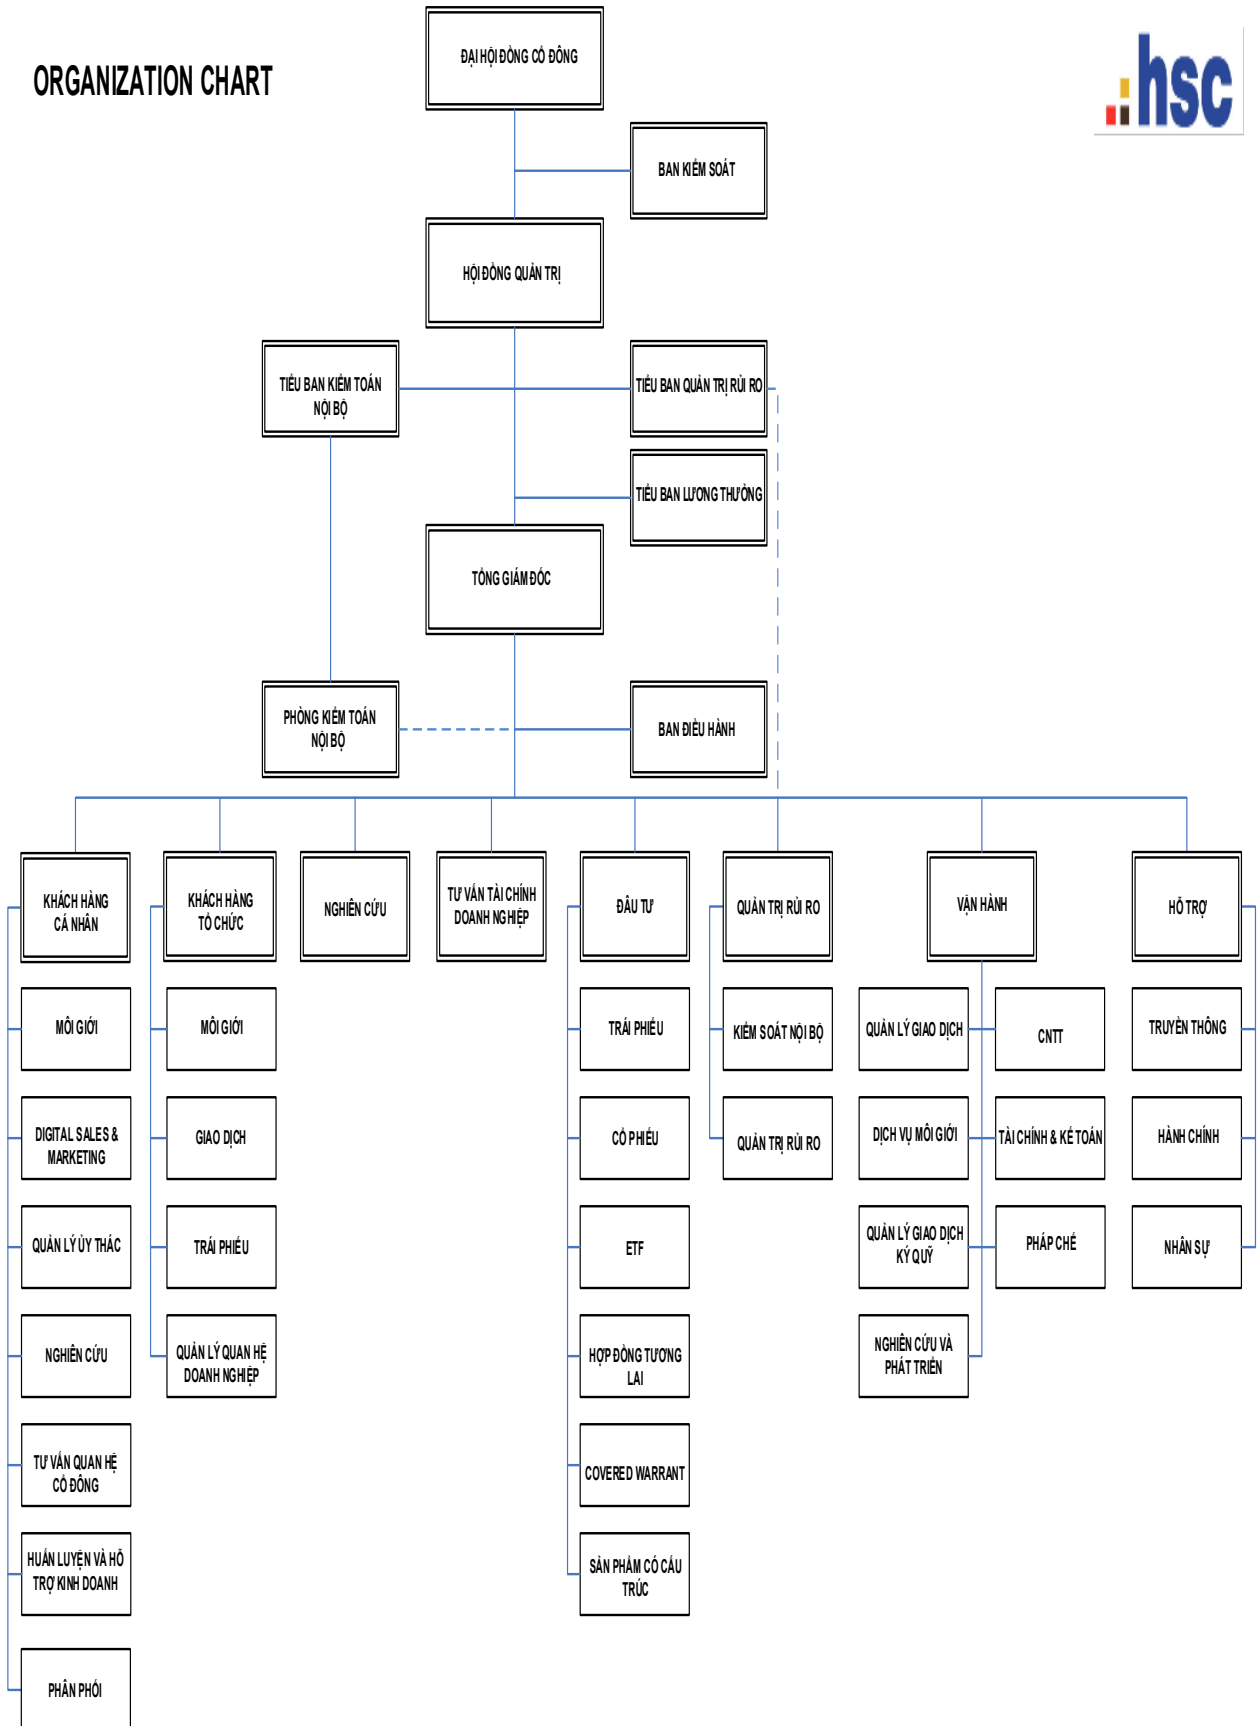 ORGANIZATION CHART
hsc
ĐẠI HỘI ĐỒNG CỔ ĐÔNG
BAN KIỂM SOÁT
HỘI ĐỒNG QUẢN TRỊ
TIỂU BAN KIỂM TOÁN
NỘI BỘ
TIỂU BAN QUẢN TRỊ RỦI RO
TIỂU BAN LƯƠNG THƯỞNG
TỔNG GIÁM ĐỐC
PHÒNG KIỂM TOÁN
NỘI BỘ
BAN ĐIỀU HÀNH
KHÁCH HÀNG
CÁ NHÂN
KHÁCH HÀNG
TỔ CHỨC
NGHIÊN CỨU
TƯ VẤN TÀI CHÍNH
DOANH NGHIỆP
ĐẦU TƯ
QUẢN TRỊ RỦI RO
VẬN HÀNH
HỖ TRỢ
MÔI GIỚI
DIGITAL SALES &
MARKETING
QUẢN LÝ ỦY THÁC
NGHIÊN CỨU
TƯ VẤN QUAN HỆ
CỔ ĐÔNG
HUẤN LUYỆN VÀ HỖ
TRỢ KINH DOANH
PHÂN PHỐI
MÔI GIỚI
GIAO DỊCH
TRÁI PHIẾU
QUẢN LÝ QUAN HỆ
DOANH NGHIỆP
TRÁI PHIẾU
CỔ PHIẾU
ETF
HỢP ĐỒNG TƯƠNG
LAI
COVERED WARRANT
SẢN PHẨM CÓ CẤU
TRÚC
KIỂM SOÁT NỘI BỘ
QUẢN TRỊ RỦI RO
QUẢN LÝ GIAO DỊCH
DỊCH VỤ MÔI GIỚI
QUẢN LÝ GIAO DỊCH
KÝ QUỸ
NGHIÊN CỨU VÀ
PHÁT TRIỂN
CNTT
TÀI CHÍNH & KẾ TOÁN
PHÁP CHẾ
TRUYỀN THÔNG
HÀNH CHÍNH
NHÂN SỰ